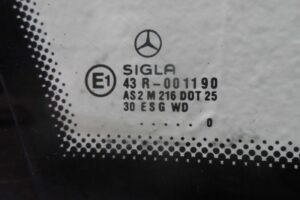 SIGLA
E1 43 R-001190
AS2 M 216 DOT 25
30 E S G WD
. . . . . 0